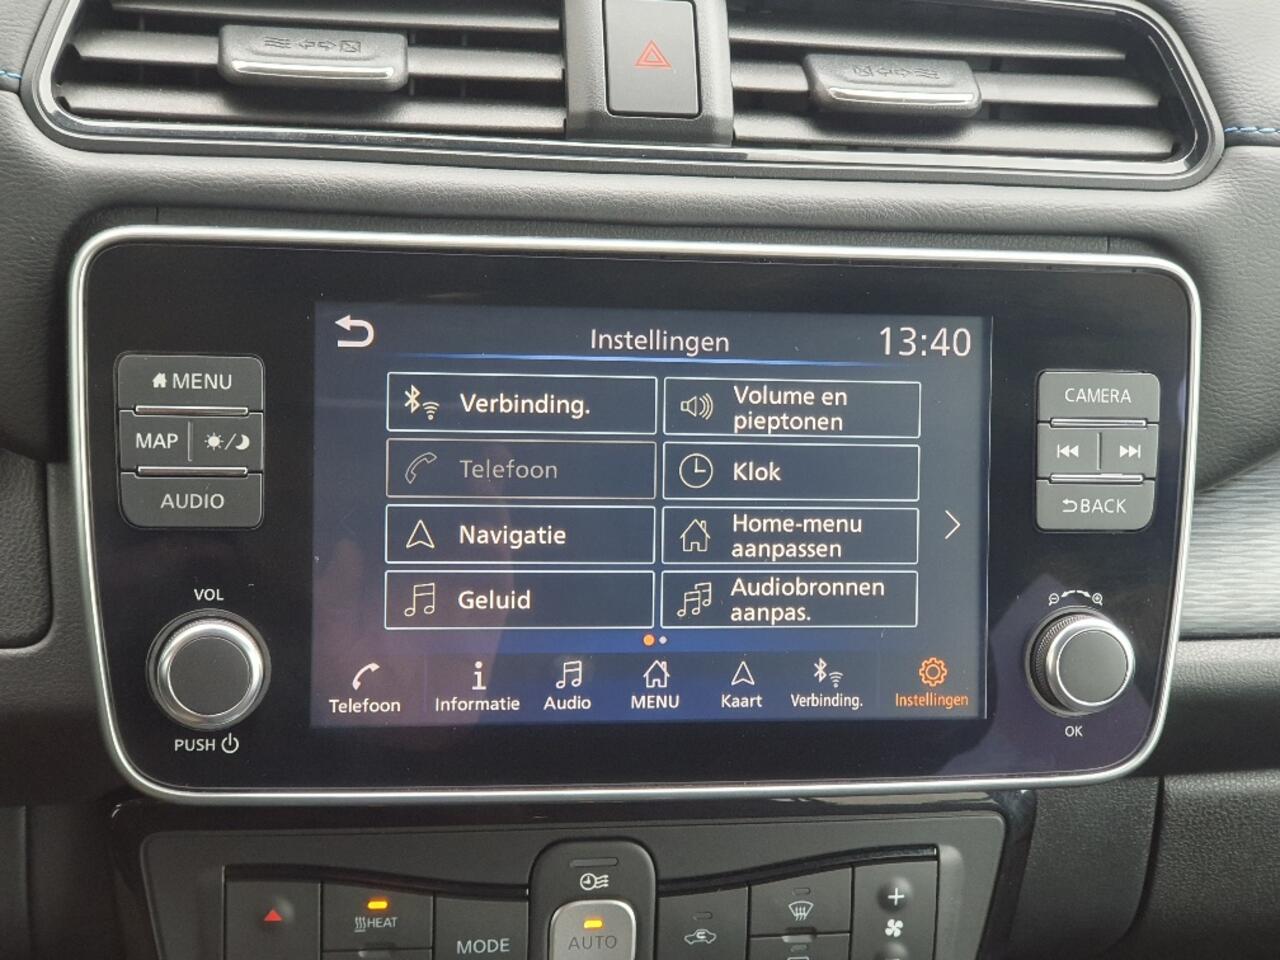 Instellingen
13:40
MENU
MAP
AUDIO
VOL
PUSH
Verbinding.
Telefoon
Navigatie
Geluid
Volume en
pieptonen
Klok
Home-menu
aanpassen
Audiobronnen
aanpas.
Telefoon
Informatie
Audio
MENU
Kaart
Verbinding.
Instellingen
CAMERA
BACK
OK
HEAT
MODE
AUTO